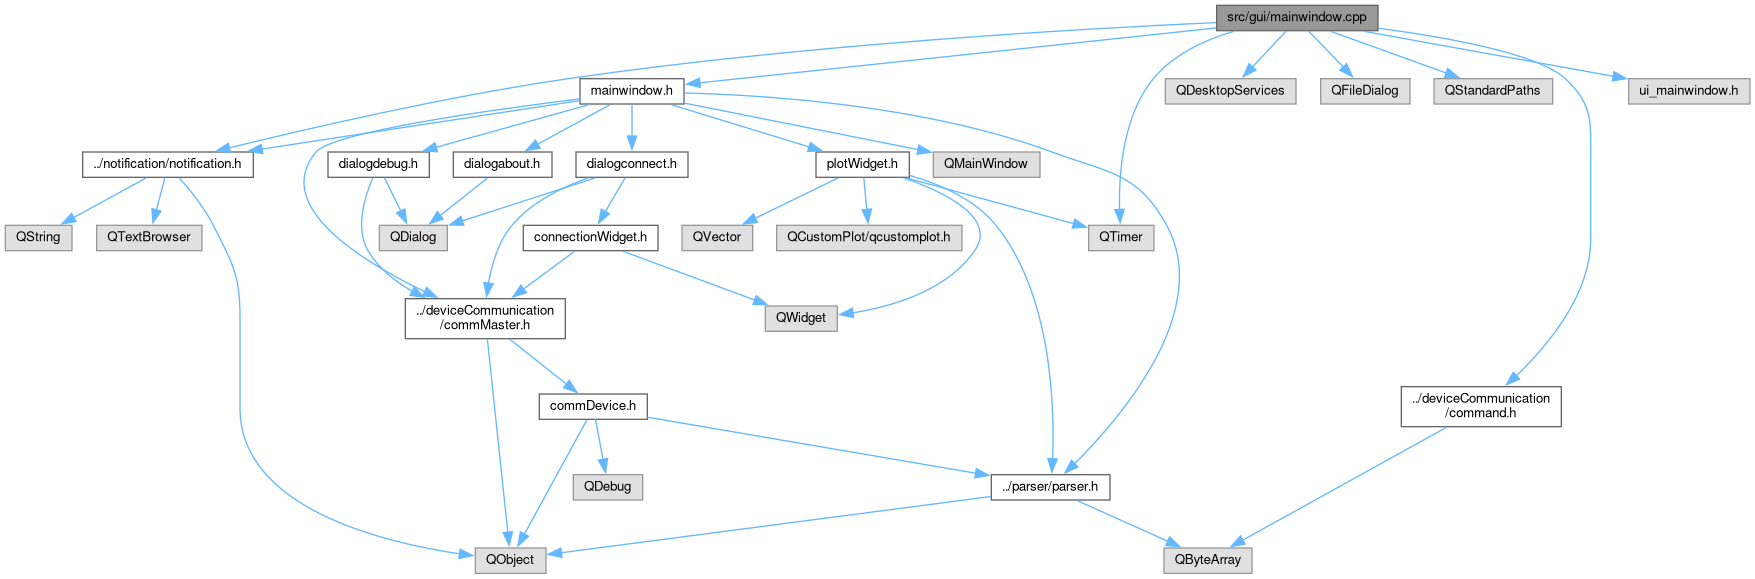 src/gui/mainwindow.cpp
mainwindow.h
QDesktopServices
QFileDialog
QStandardPaths
ui_mainwindow.h
../notification/notification.h
dialogdebug.h
dialogabout.h
dialogconnect.h
plotWidget.h
QMainWindow
QString
QTextBrowser
QDialog
connectionWidget.h
QVector
QCustomPlot/qcustomplot.h
QTimer
../deviceCommunication
/commMaster.h
QWidget
commDevice.h
../deviceCommunication
/command.h
QDebug
../parser/parser.h
QObject
QByteArray